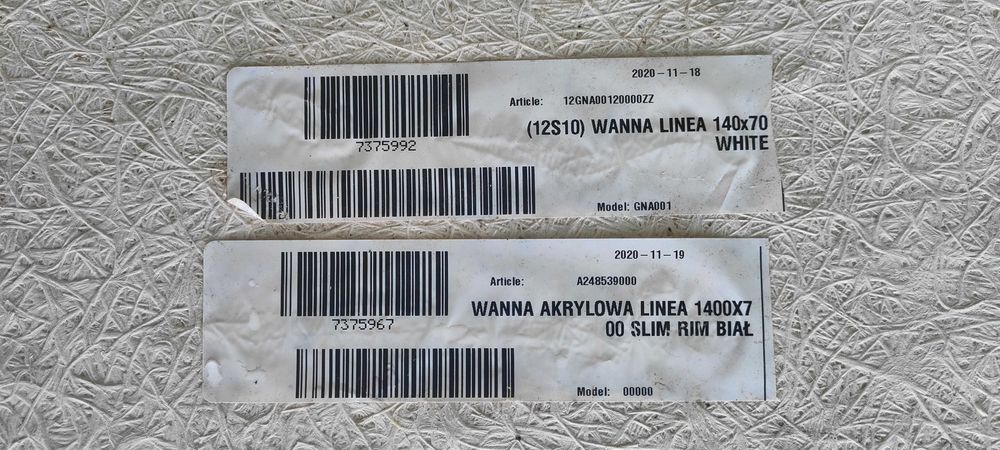 2020-11-18
Article: 12GNA00120000ZZ
(12S10) WANNA LINEA 140x70
WHITE
7375992
Model: GNA001
2020-11-19
Article: A248539000
WANNA AKRYLOWA LINEA 1400X7
00 SLIM RIM BIAŁ
7375967
Model: 00000